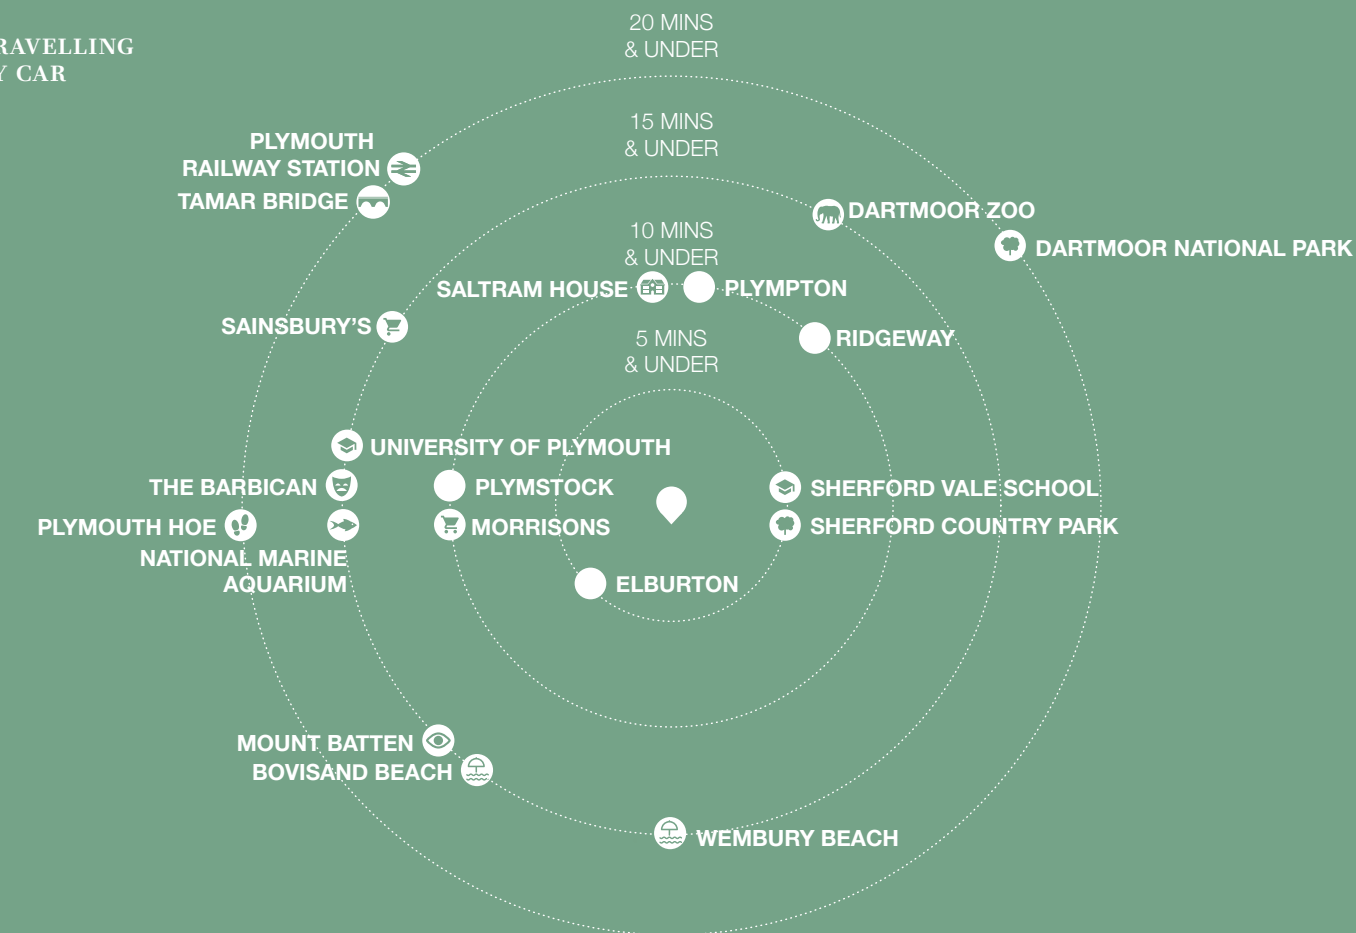 RAVELLING
Y CAR
20 MINS
& UNDER
15 MINS
& UNDER
10 MINS
& UNDER
5 MINS
& UNDER
PLYMOUTH
RAILWAY STATION
TAMAR BRIDGE
DARTMOOR ZOO
DARTMOOR NATIONAL PARK
SALTRAM HOUSE
PLYMPTON
SAINSBURY'S
RIDGEWAY
UNIVERSITY OF PLYMOUTH
THE BARBICAN
PLYMSTOCK
SHERFORD VALE SCHOOL
PLYMOUTH HOE
MORRISONS
SHERFORD COUNTRY PARK
NATIONAL MARINE
AQUARIUM
ELBURTON
MOUNT BATTEN
BOVISAND BEACH
WEMBURY BEACH